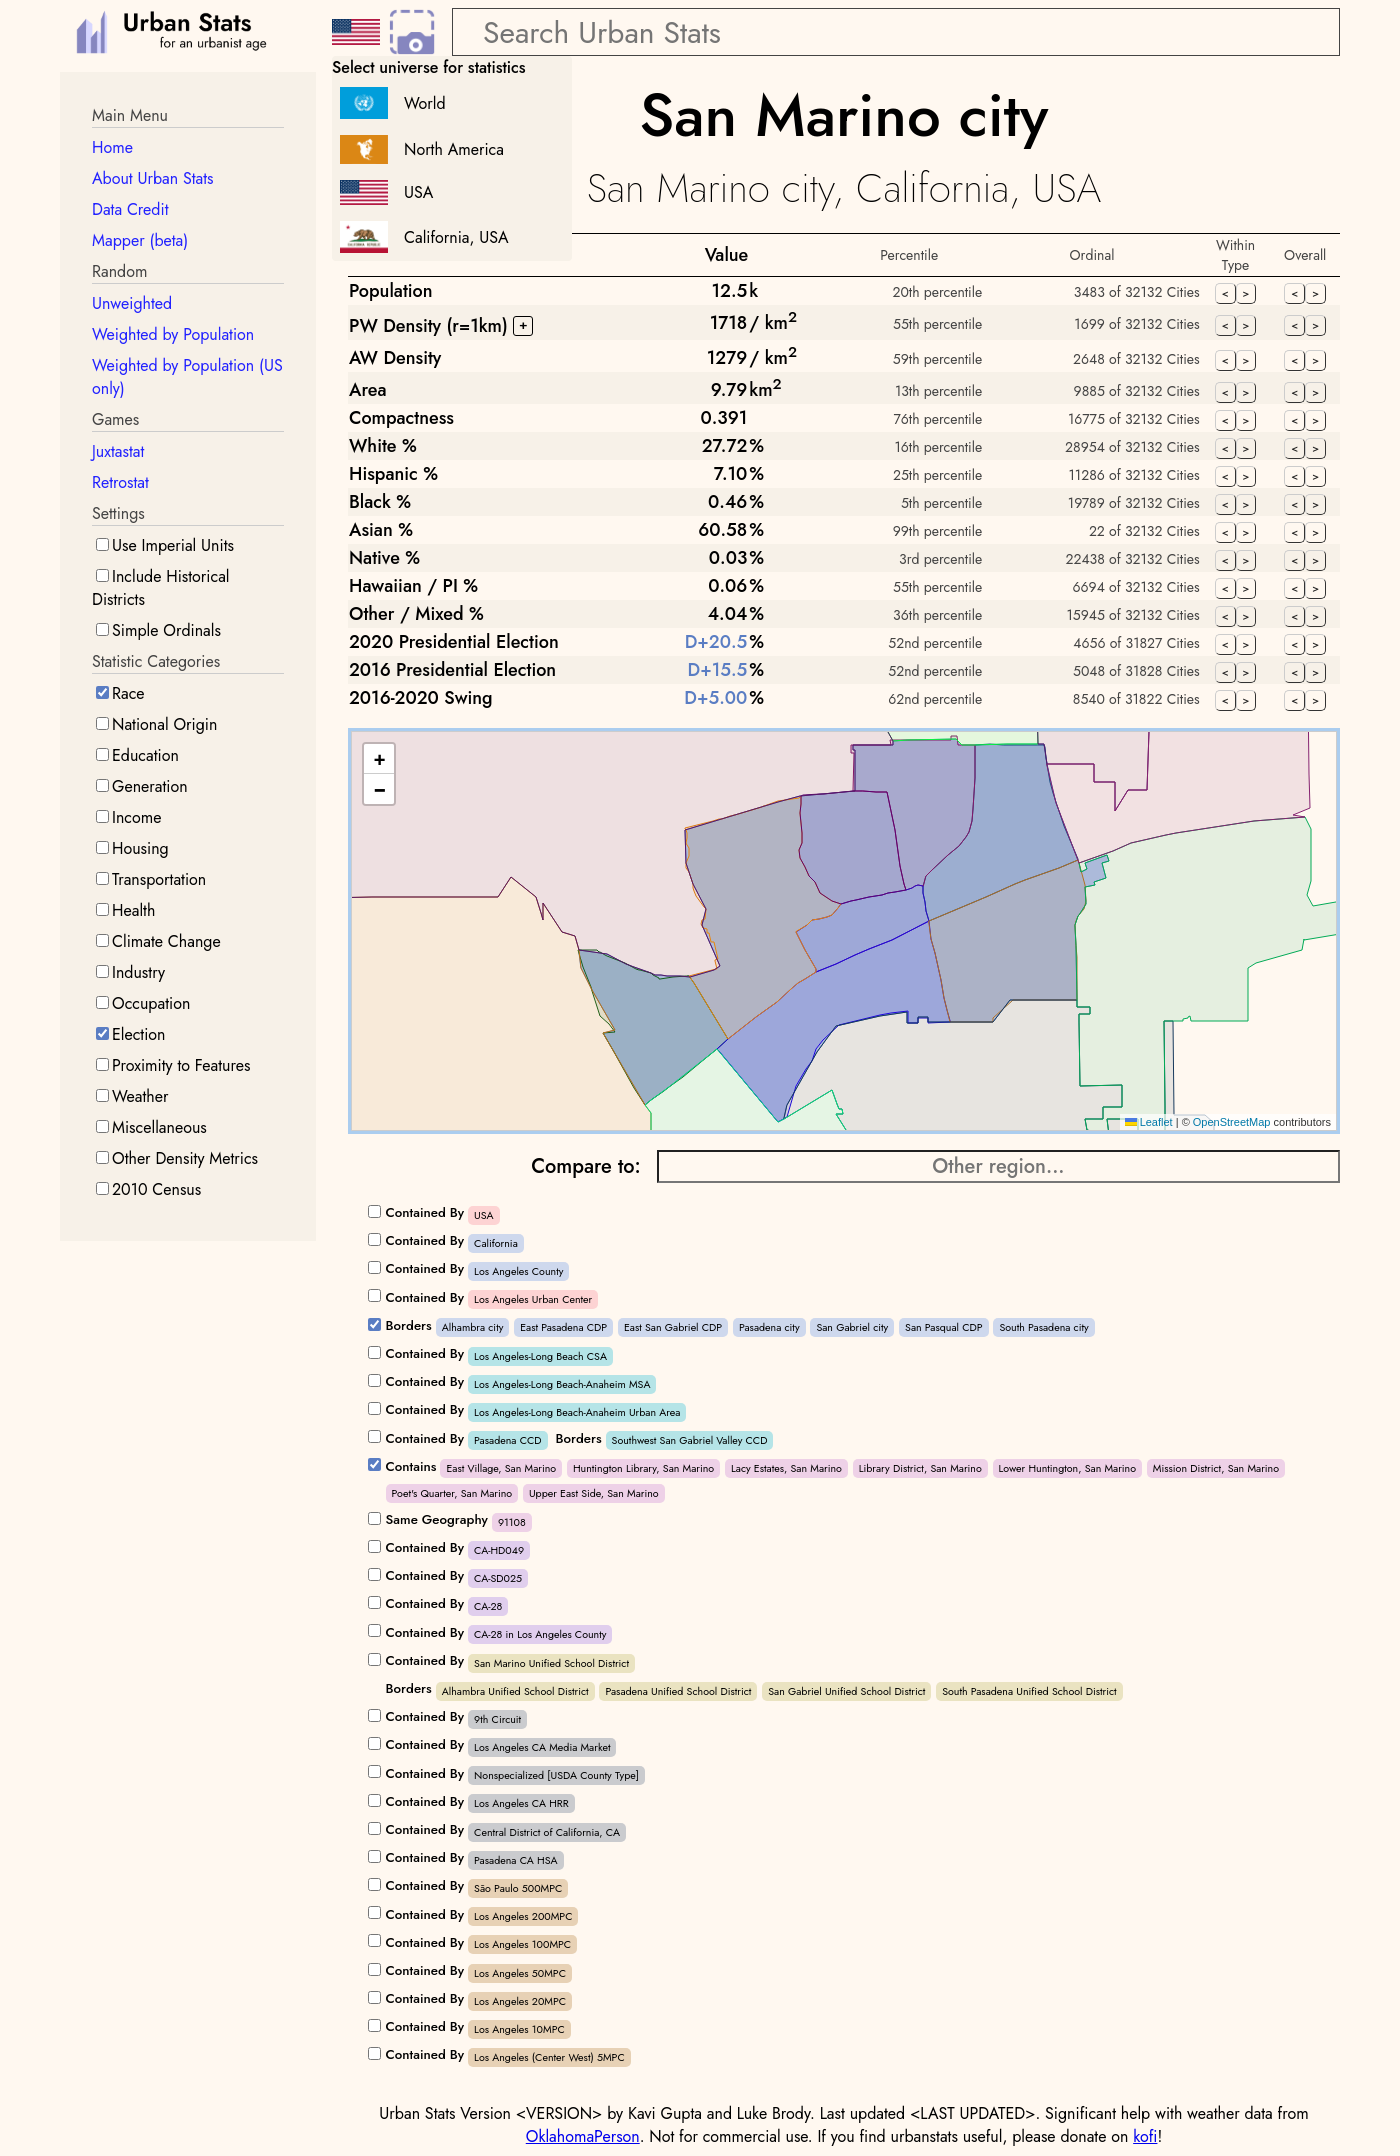 Urban Stats
for an urbanist age
Search Urban Stats
Select universe for statistics
World
North America
USA
California, USA
San Marino city
San Marino city, California, USA
Main Menu
Home
About Urban Stats
Data Credit
Mapper (beta)
Random
Unweighted
Weighted by Population
Weighted by Population (US
only)
Games
Juxtastat
Retrostat
Settings
Use Imperial Units
Include Historical
Districts
Simple Ordinals
Statistic Categories
Race
National Origin
Education
Generation
Income
Housing
Transportation
Health
Climate Change
Industry
Occupation
Election
Proximity to Features
Weather
Miscellaneous
Other Density Metrics
2010 Census
Value Percentile Ordinal Within Type Overall
Population 12.5 k 20th percentile 3483 of 32132 Cities < > < >
PW Density (r=1km) + 1718 / km2 55th percentile 1699 of 32132 Cities < > < >
AW Density 1279 / km2 59th percentile 2648 of 32132 Cities < > < >
Area 9.79 km2 13th percentile 9885 of 32132 Cities < > < >
Compactness 0.391 76th percentile 16775 of 32132 Cities < > < >
White % 27.72 % 16th percentile 28954 of 32132 Cities < > < >
Hispanic % 7.10 % 25th percentile 11286 of 32132 Cities < > < >
Black % 0.46 % 5th percentile 19789 of 32132 Cities < > < >
Asian % 60.58 % 99th percentile 22 of 32132 Cities < > < >
Native % 0.03 % 3rd percentile 22438 of 32132 Cities < > < >
Hawaiian / PI % 0.06 % 55th percentile 6694 of 32132 Cities < > < >
Other / Mixed % 4.04 % 36th percentile 15945 of 32132 Cities < > < >
2020 Presidential Election D+20.5 % 52nd percentile 4656 of 31827 Cities < > < >
2016 Presidential Election D+15.5 % 52nd percentile 5048 of 31828 Cities < > < >
2016-2020 Swing D+5.00 % 62nd percentile 8540 of 31822 Cities < > < >
+
−
Leaflet | © OpenStreetMap contributors
Compare to: Other region...
Contained By USA
Contained By California
Contained By Los Angeles County
Contained By Los Angeles Urban Center
Borders Alhambra city East Pasadena CDP East San Gabriel CDP Pasadena city San Gabriel city San Pasqual CDP South Pasadena city
Contained By Los Angeles-Long Beach CSA
Contained By Los Angeles-Long Beach-Anaheim MSA
Contained By Los Angeles-Long Beach-Anaheim Urban Area
Contained By Pasadena CCD Borders Southwest San Gabriel Valley CCD
Contains East Village, San Marino Huntington Library, San Marino Lacy Estates, San Marino Library District, San Marino Lower Huntington, San Marino Mission District, San Marino
Poet's Quarter, San Marino Upper East Side, San Marino
Same Geography 91108
Contained By CA-HD049
Contained By CA-SD025
Contained By CA-28
Contained By CA-28 in Los Angeles County
Contained By San Marino Unified School District
Borders Alhambra Unified School District Pasadena Unified School District San Gabriel Unified School District South Pasadena Unified School District
Contained By 9th Circuit
Contained By Los Angeles CA Media Market
Contained By Nonspecialized [USDA County Type]
Contained By Los Angeles CA HRR
Contained By Central District of California, CA
Contained By Pasadena CA HSA
Contained By São Paulo 500MPC
Contained By Los Angeles 200MPC
Contained By Los Angeles 100MPC
Contained By Los Angeles 50MPC
Contained By Los Angeles 20MPC
Contained By Los Angeles 10MPC
Contained By Los Angeles (Center West) 5MPC
Urban Stats Version <VERSION> by Kavi Gupta and Luke Brody. Last updated <LAST UPDATED>. Significant help with weather data from
OklahomaPerson. Not for commercial use. If you find urbanstats useful, please donate on kofi!